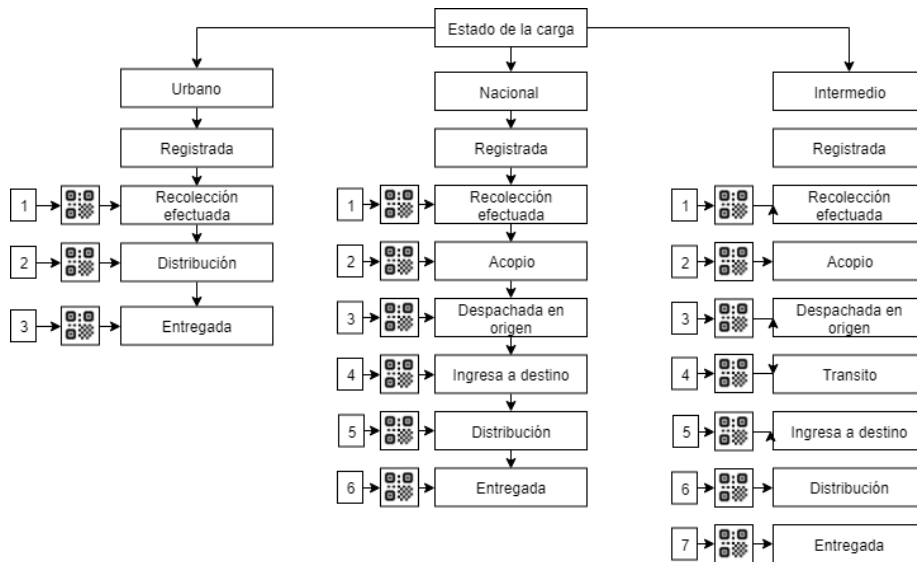 Estado de la carga
Urbano
Nacional
Intermedio
Registrada
Registrada
Registrada
1
Recolección
efectuada
1
Recolección
efectuada
1
Recolección
efectuada
2
Distribución
2
Acopio
2
Acopio
3
Entregada
3
Despachada en
origen
3
Despachada en
origen
4
Ingresa a destino
4
Transito
5
Distribución
5
Ingresa a destino
6
Entregada
6
Distribución
7
Entregada